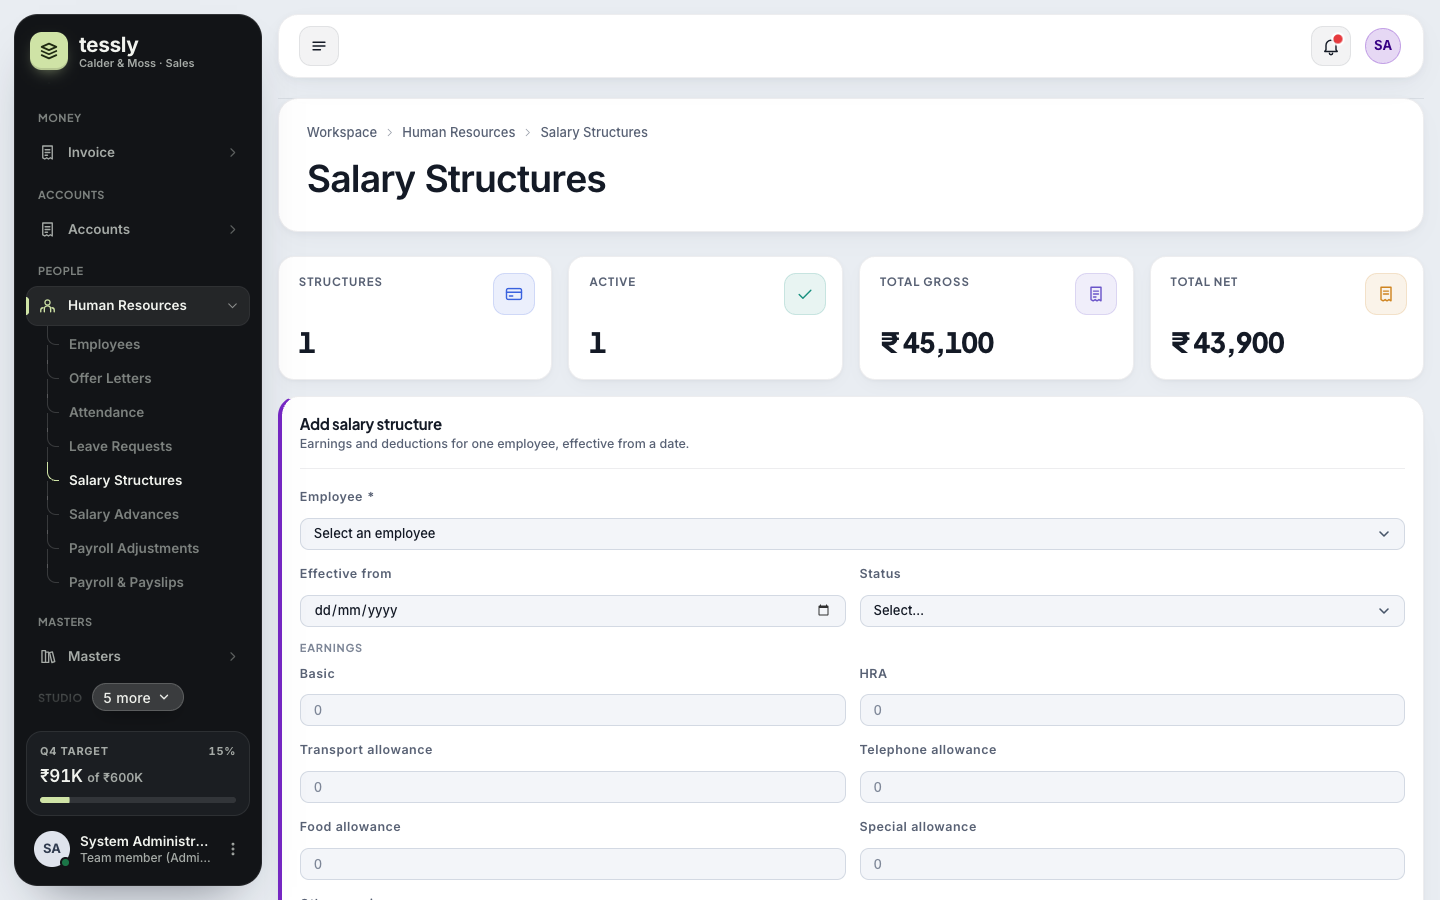 tessly
Calder & Moss · Sales
MONEY
Invoice
ACCOUNTS
Accounts
PEOPLE
Human Resources
Employees
Offer Letters
Attendance
Leave Requests
Salary Structures
Salary Advances
Payroll Adjustments
Payroll & Payslips
MASTERS
Masters
STUDIO
5 more
Q4 TARGET 15%
₹91K of ₹600K
SA
System Administr...
Team member (Admi...
SA
Workspace > Human Resources > Salary Structures
Salary Structures
STRUCTURES
1
ACTIVE
1
TOTAL GROSS
₹45,100
TOTAL NET
₹43,900
Add salary structure
Earnings and deductions for one employee, effective from a date.
Employee *
Select an employee
Effective from
dd/mm/yyyy
Status
Select...
EARNINGS
Basic
0
HRA
0
Transport allowance
0
Telephone allowance
0
Food allowance
0
Special allowance
0